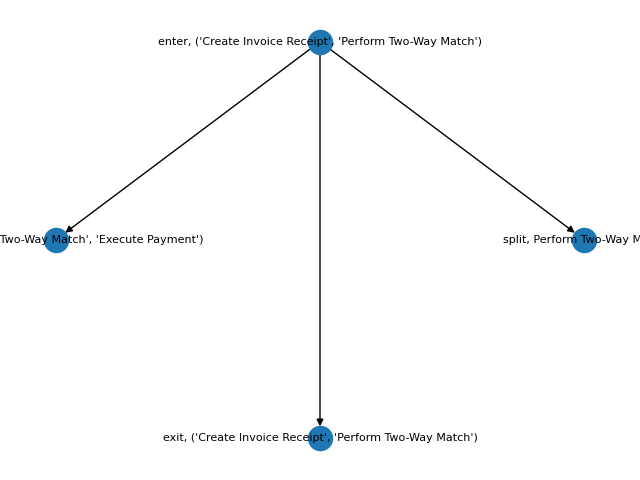 enter, ('Create Invoice Receipt', 'Perform Two-Way Match')
Two-Way Match', 'Execute Payment')
split, Perform Two-Way M
exit, ('Create Invoice Receipt', 'Perform Two-Way Match')